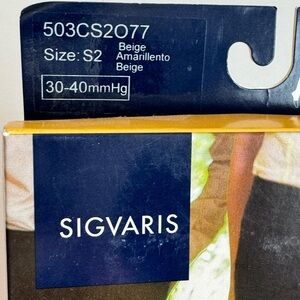 503CS2O77
Size: S2
Beige
Amarillento
Beige
30-40mmHg
SIGVARIS